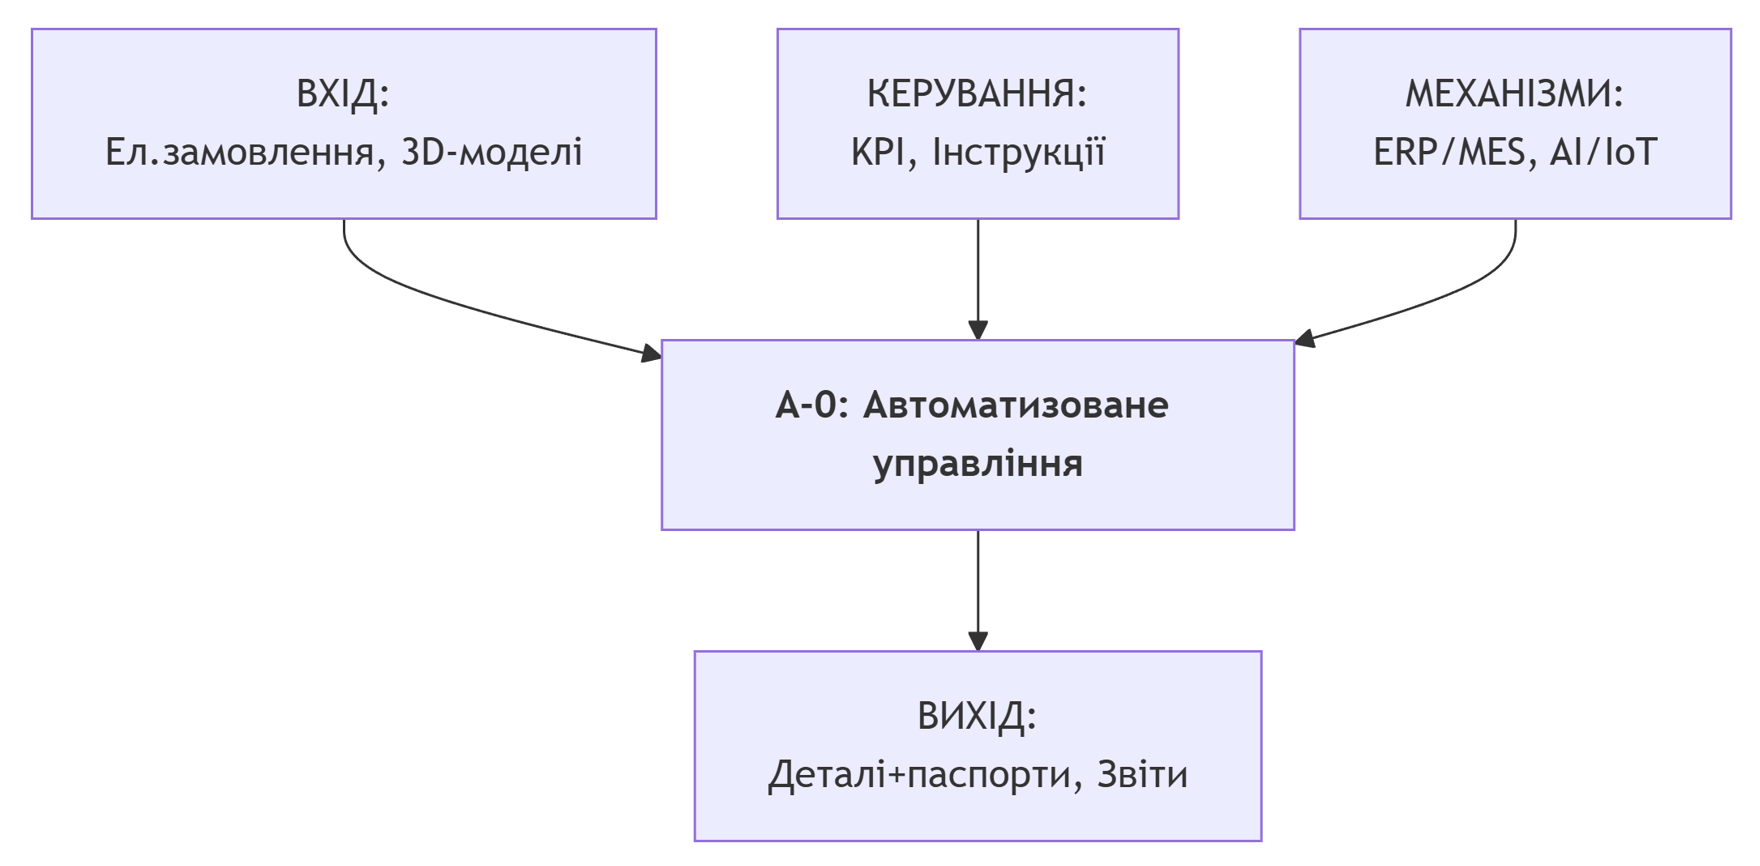 ВХІД:
Ел.замовлення, 3D-моделі
КЕРУВАННЯ:
KPI, Інструкції
МЕХАНІЗМИ:
ERP/MES, AI/IoT
А-0: Автоматизоване
управління
ВИХІД:
Деталі+паспорти, Звіти